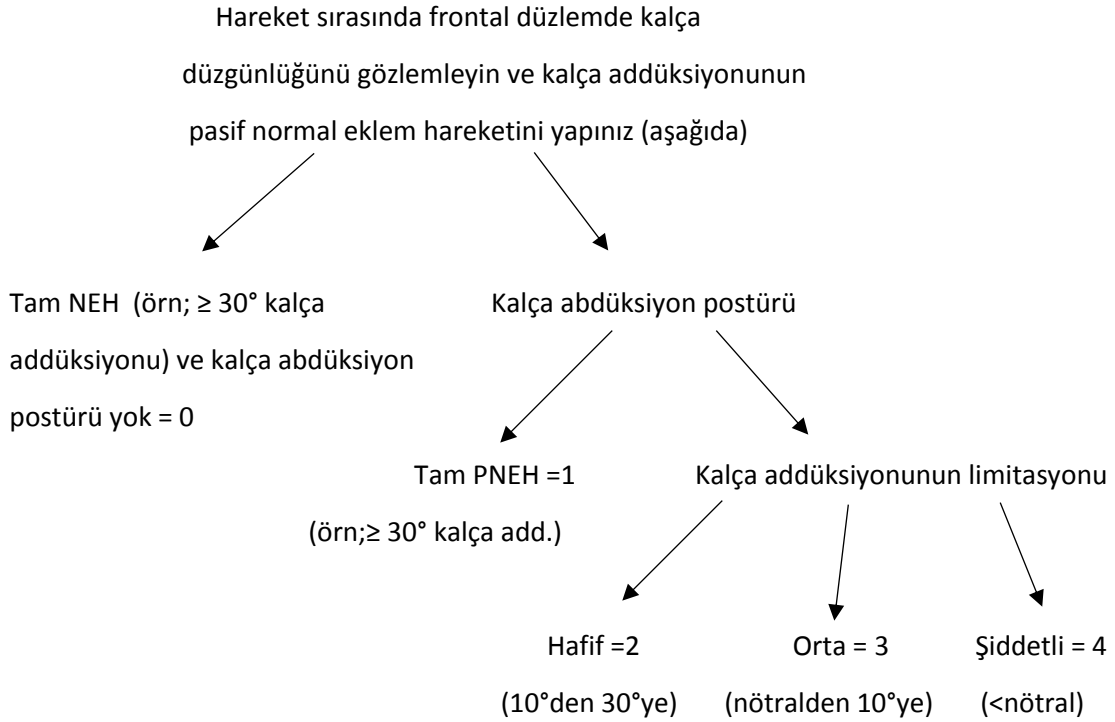 Hareket sırasında frontal düzlemde kalça
düzgünlüğünü gözlemleyin ve kalça addüksiyonunun
pasif normal eklem hareketini yapınız (aşağıda)
Tam NEH (örn; ≥ 30° kalça
addüksiyonu) ve kalça abdüksiyon
postürü yok = 0
Kalça abdüksiyon postürü
Tam PNEH =1
(örn;≥ 30° kalça add.)
Kalça addüksiyonunun limitasyonu
Hafif =2
(10°den 30°ye)
Orta = 3
(nötralden 10°ye)
Şiddetli = 4
(<nötral)